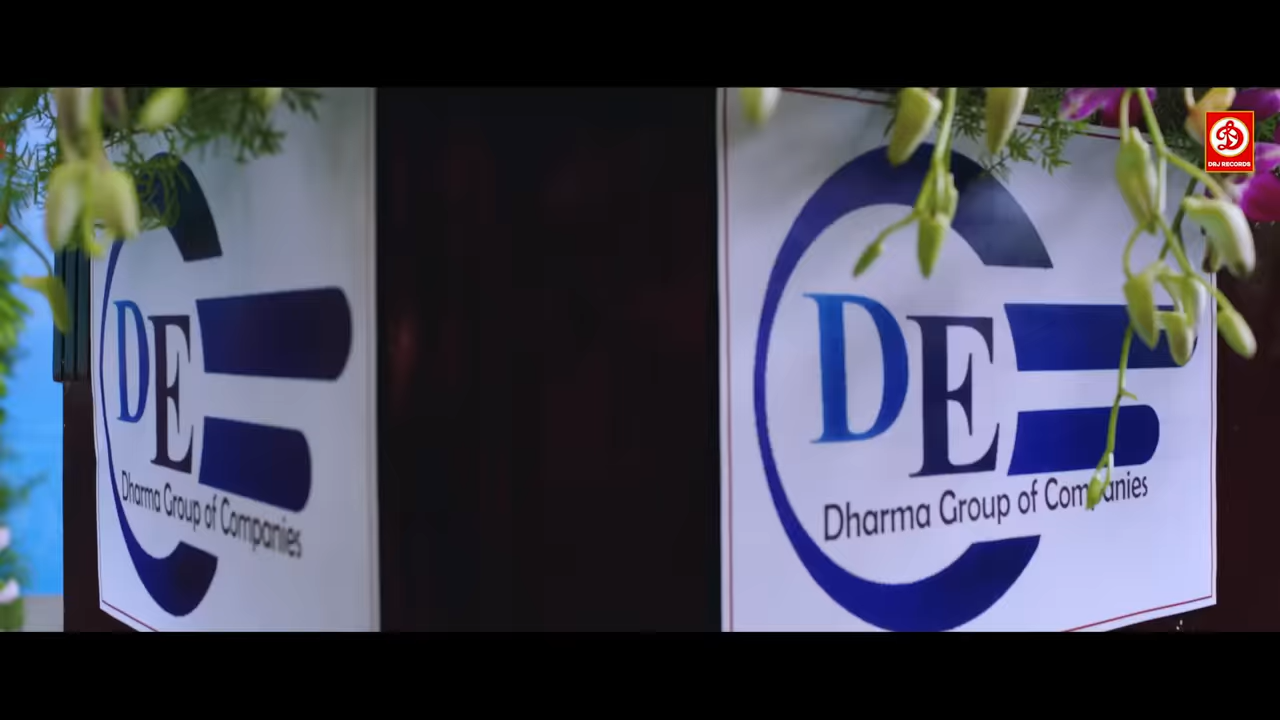 DE
Dharma Group of Companies
DE
Dharma Group of Companies
DRJ RECORDS